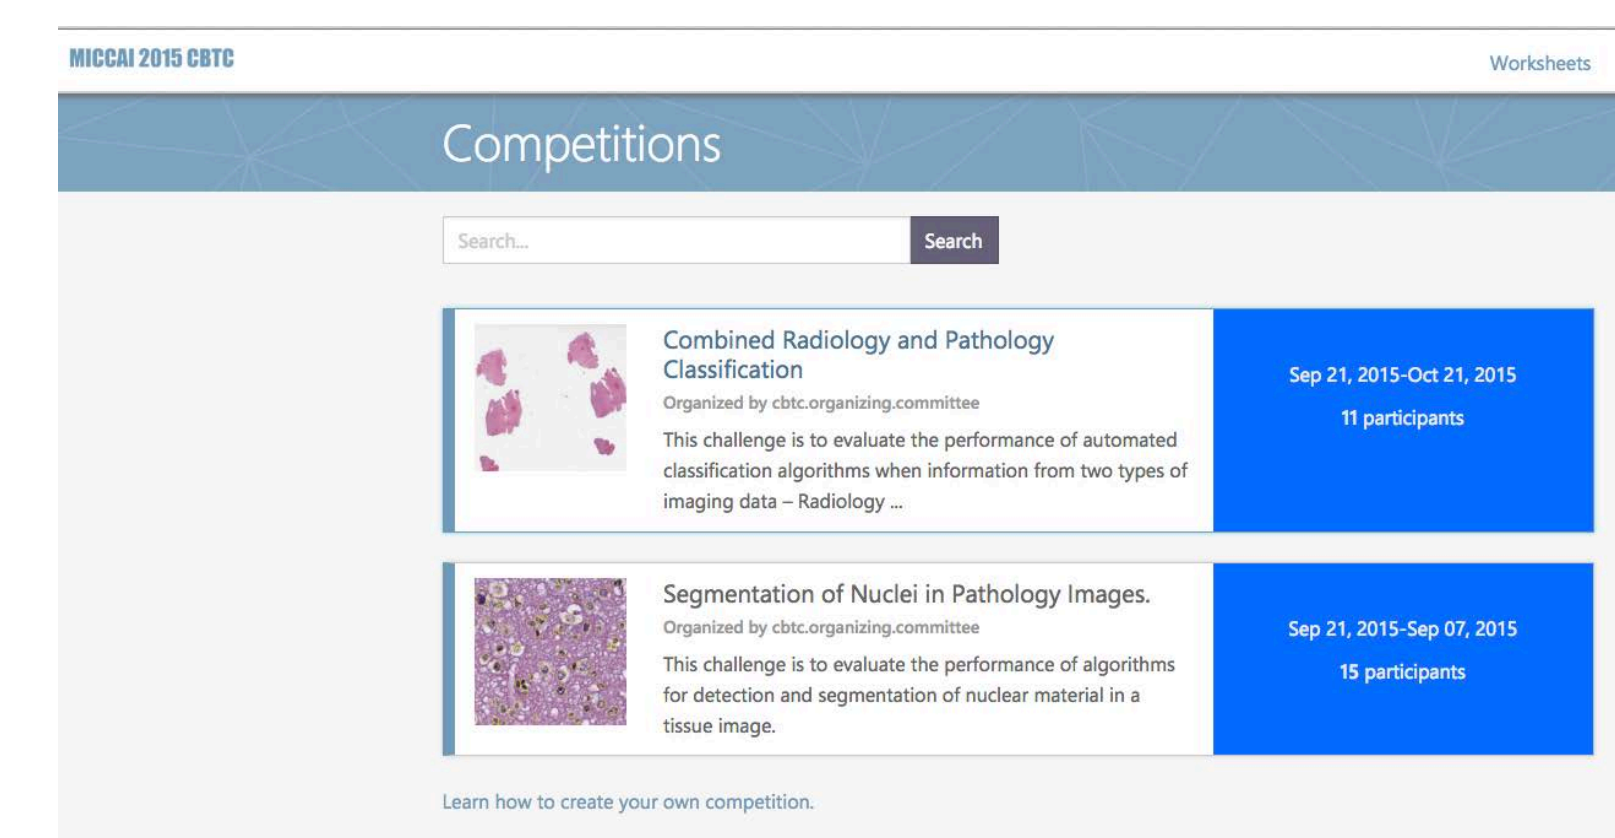 MICCAI 2015 CBTC
Worksheets
Competitions
Search...
Search
Combined Radiology and Pathology
Classification
Organized by cbtc.organizing.committee
This challenge is to evaluate the performance of automated
classification algorithms when information from two types of
imaging data – Radiology ...
Sep 21, 2015-Oct 21, 2015
11 participants
Segmentation of Nuclei in Pathology Images.
Organized by cbtc.organizing.committee
This challenge is to evaluate the performance of algorithms
for detection and segmentation of nuclear material in a
tissue image.
Sep 21, 2015-Sep 07, 2015
15 participants
Learn how to create your own competition.